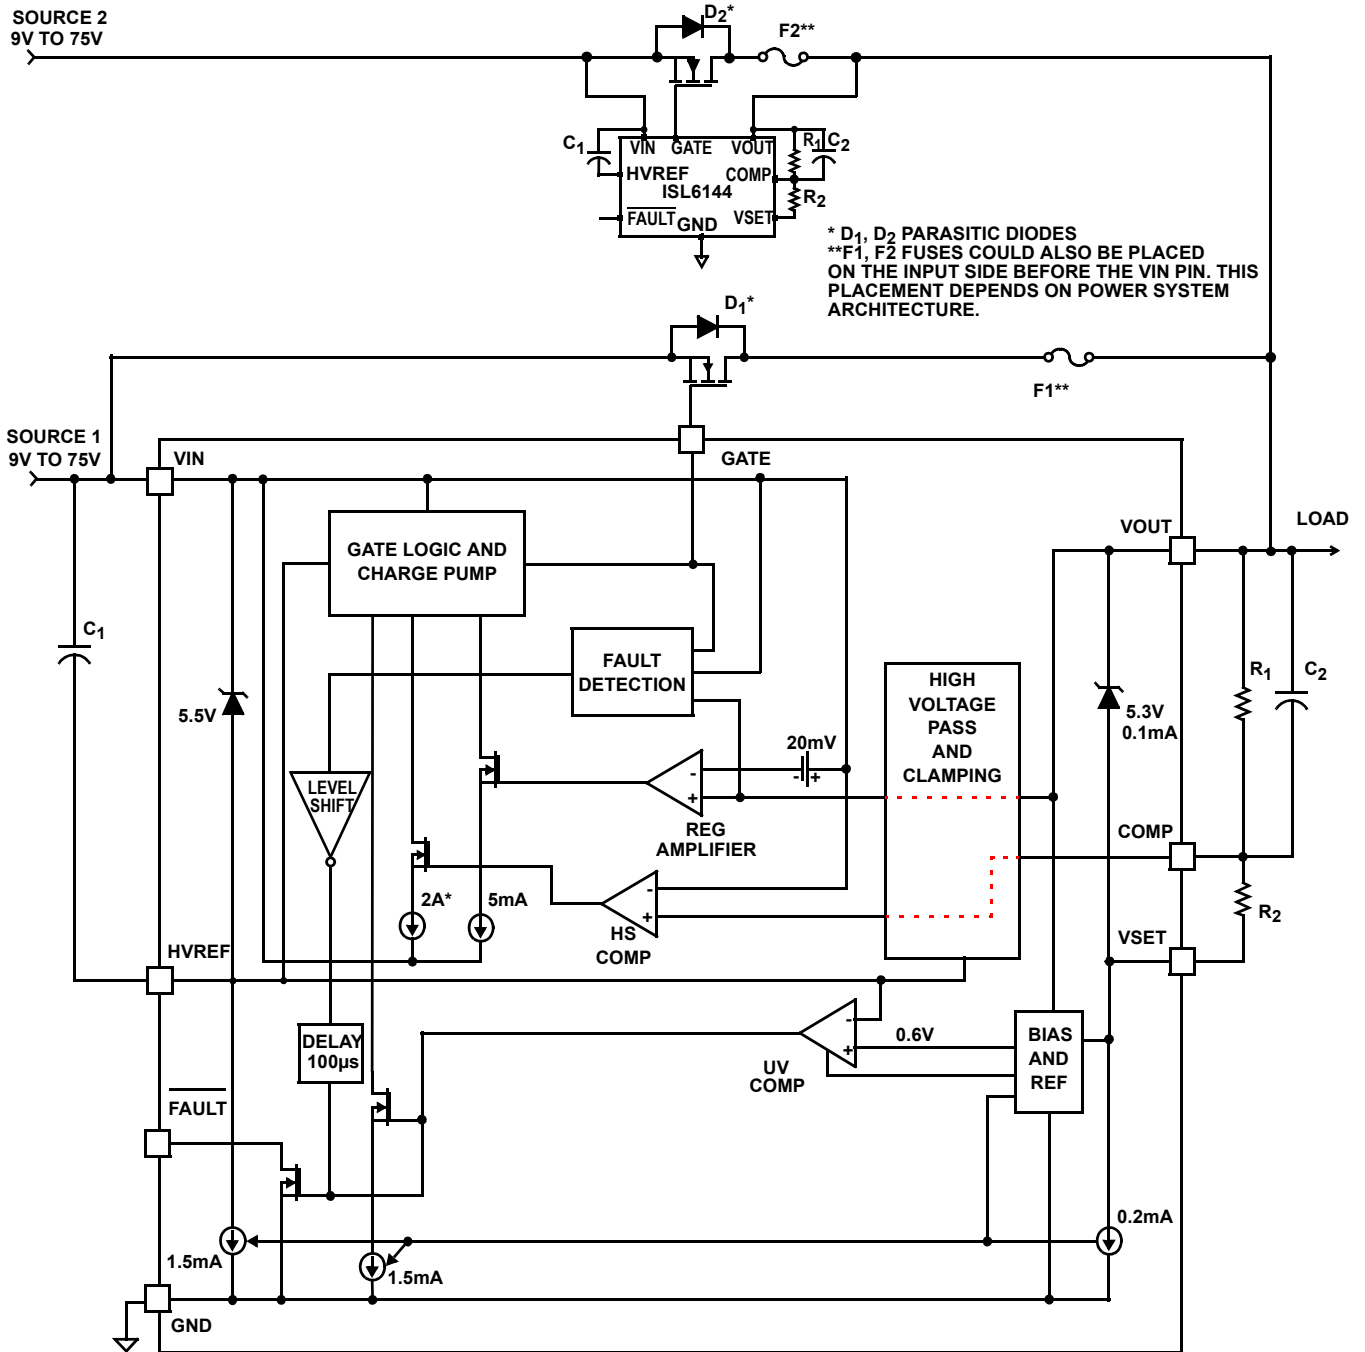 SOURCE 2
9V TO 75V
D2*
F2**
C1
VIN GATE VOUT
R1 C2
HVREF COMP
ISL6144
R2
FAULT GND VSET
* D1, D2 PARASITIC DIODES
**F1, F2 FUSES COULD ALSO BE PLACED
ON THE INPUT SIDE BEFORE THE VIN PIN. THIS
PLACEMENT DEPENDS ON POWER SYSTEM
ARCHITECTURE.
D1*
F1**
SOURCE 1
9V TO 75V
VIN
GATE
VOUT
LOAD
GATE LOGIC AND
CHARGE PUMP
C1
FAULT
DETECTION
HIGH
VOLTAGE
PASS
AND
CLAMPING
R1
C2
5.5V
5.3V
0.1mA
20mV
- +
LEVEL
SHIFT
-
+
REG
AMPLIFIER
COMP
2A*
5mA
-
+
HS
COMP
R2
HVREF
VSET
DELAY
100µs
-
+
0.6V
BIAS
AND
REF
UV
COMP
FAULT
0.2mA
1.5mA
1.5mA
GND